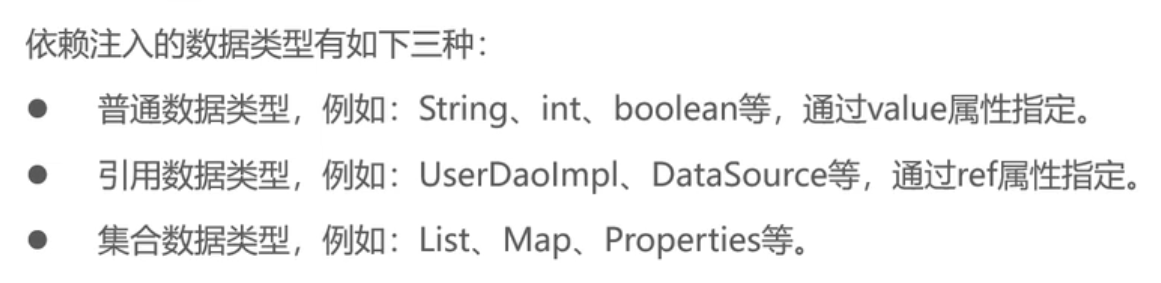 依赖注入的数据类型有如下三种：
● 普通数据类型，例如：String、int、boolean等，通过value属性指定。
● 引用数据类型，例如：UserDaoImpl、DataSource等，通过ref属性指定。
● 集合数据类型，例如：List、Map、Properties等。